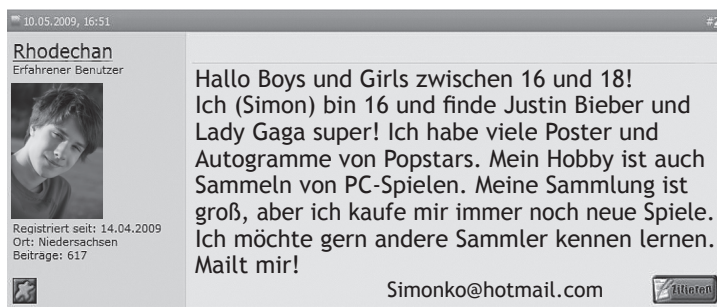 10.05.2009, 16:51
#2
Rhodechan
Erfahrener Benutzer
Registriert seit: 14.04.2009
Ort: Niedersachsen
Beiträge: 617
Hallo Boys und Girls zwischen 16 und 18!
Ich (Simon) bin 16 und finde Justin Bieber und
Lady Gaga super! Ich habe viele Poster und
Autogramme von Popstars. Mein Hobby ist auch
Sammeln von PC-Spielen. Meine Sammlung ist
groß, aber ich kaufe mir immer noch neue Spiele.
Ich möchte gern andere Sammler kennen lernen.
Mailt mir!
Simonko@hotmail.com
Zitieren